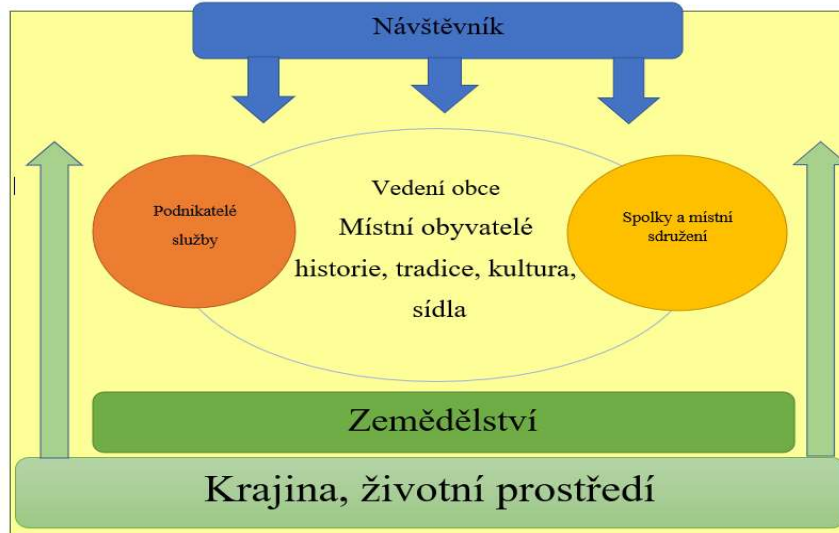 Návštěvník
Podnikatelé
služby
Vedení obce
Místní obyvatelé
historie, tradice, kultura,
sídla
Spolky a místní
sdružení
Zemědělství
Krajina, životní prostředí